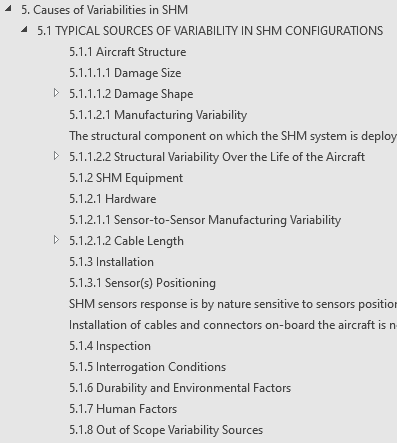 5. Causes of Variabilities in SHM
5.1 TYPICAL SOURCES OF VARIABILITY IN SHM CONFIGURATIONS
5.1.1 Aircraft Structure
5.1.1.1.1 Damage Size
5.1.1.1.2 Damage Shape
5.1.1.2.1 Manufacturing Variability
The structural component on which the SHM system is deploy
5.1.1.2.2 Structural Variability Over the Life of the Aircraft
5.1.2 SHM Equipment
5.1.2.1 Hardware
5.1.2.1.1 Sensor-to-Sensor Manufacturing Variability
5.1.2.1.2 Cable Length
5.1.3 Installation
5.1.3.1 Sensor(s) Positioning
SHM sensors response is by nature sensitive to sensors position
Installation of cables and connectors on-board the aircraft is n
5.1.4 Inspection
5.1.5 Interrogation Conditions
5.1.6 Durability and Environmental Factors
5.1.7 Human Factors
5.1.8 Out of Scope Variability Sources